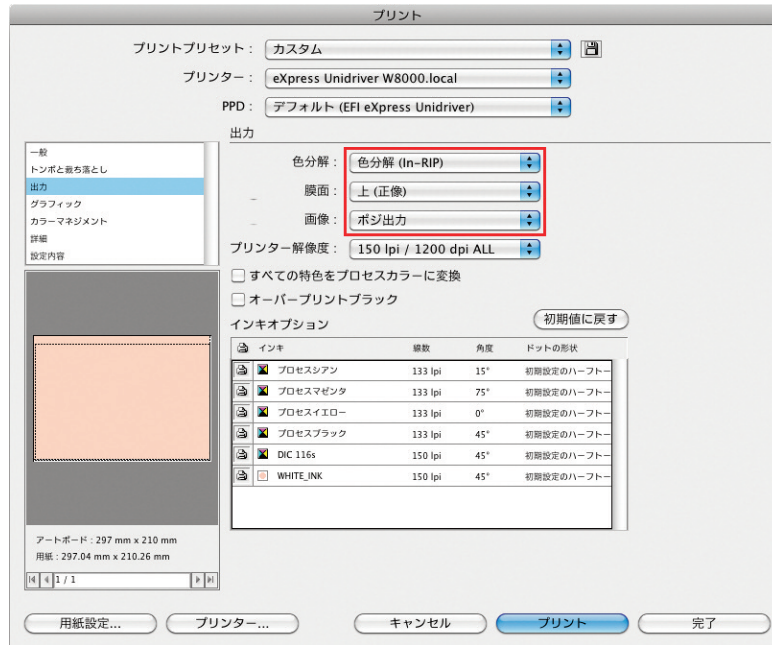 プリント
プリントプリセット： カスタム
プリンター： eXpress Unidriver W8000.local
PPD： デフォルト (EFI eXpress Unidriver)
一般
トンボと裁ち落とし
出力
グラフィック
カラーマネジメント
詳細
設定内容
出力
色分解： 色分解 (In-RIP)
膜面： 上 (正像)
画像： ポジ出力
プリンター解像度： 150 lpi / 1200 dpi ALL
すべての特色をプロセスカラーに変換
オーバープリントブラック
インキオプション 初期値に戻す
インキ 線数 角度 ドットの形状
プロセスシアン 133 lpi 15° 初期設定のハーフトー
プロセスマゼンタ 133 lpi 75° 初期設定のハーフトー
プロセスイエロー 133 lpi 0° 初期設定のハーフトー
プロセスブラック 133 lpi 45° 初期設定のハーフトー
DIC 116s 150 lpi 45° 初期設定のハーフトー
WHITE_INK 150 lpi 45° 初期設定のハーフトー
アートボード : 297 mm x 210 mm
用紙 : 297.04 mm x 210.26 mm
1 / 1
用紙設定... プリンター... キャンセル プリント 完了